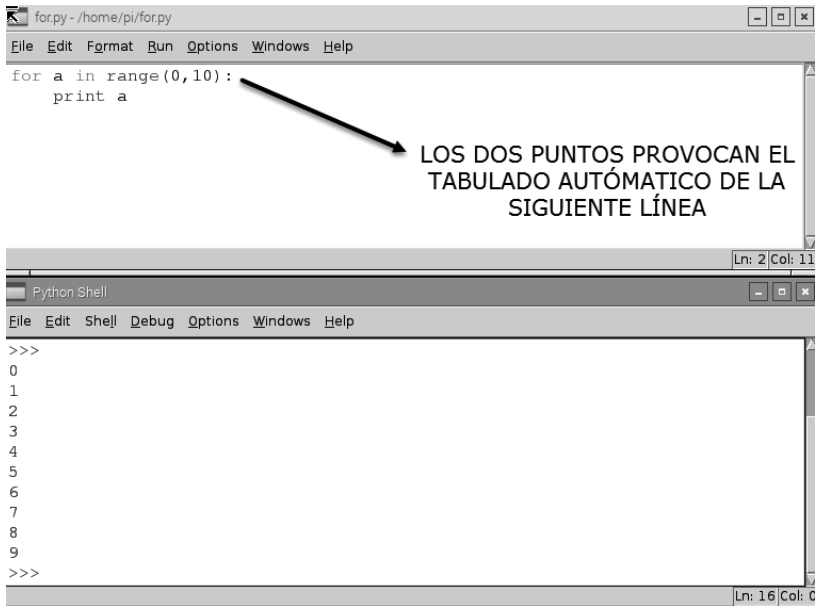 for.py - /home/pi/for.py
File Edit Format Run Options Windows Help
for a in range(0,10):
    print a
LOS DOS PUNTOS PROVOCAN EL
TABULADO AUTÓMATICO DE LA
SIGUIENTE LÍNEA
Ln: 2 Col: 11
Python Shell
File Edit Shell Debug Options Windows Help
>>>
0
1
2
3
4
5
6
7
8
9
>>>
Ln: 16 Col: 0